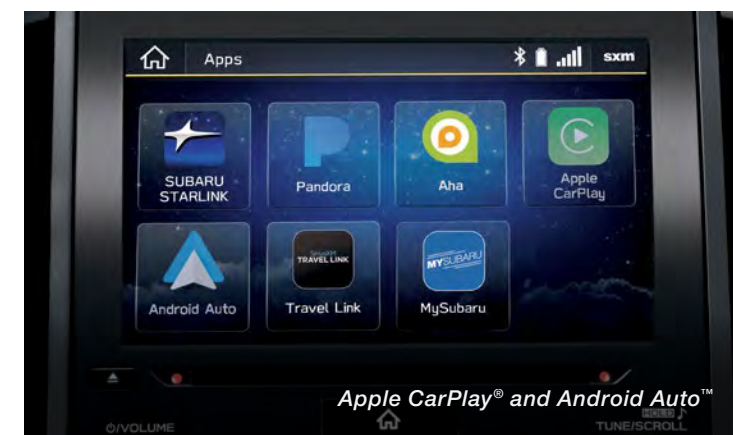 Apps
sxm
SUBARU
STARLINK
Pandora
Aha
Apple
CarPlay
Android Auto
SiriusXM
TRAVEL LINK
Travel Link
MYSUBARU
MySubaru
Apple CarPlay® and Android Auto™
HOLD ♪
⏻/VOLUME
TUNE/SCROLL